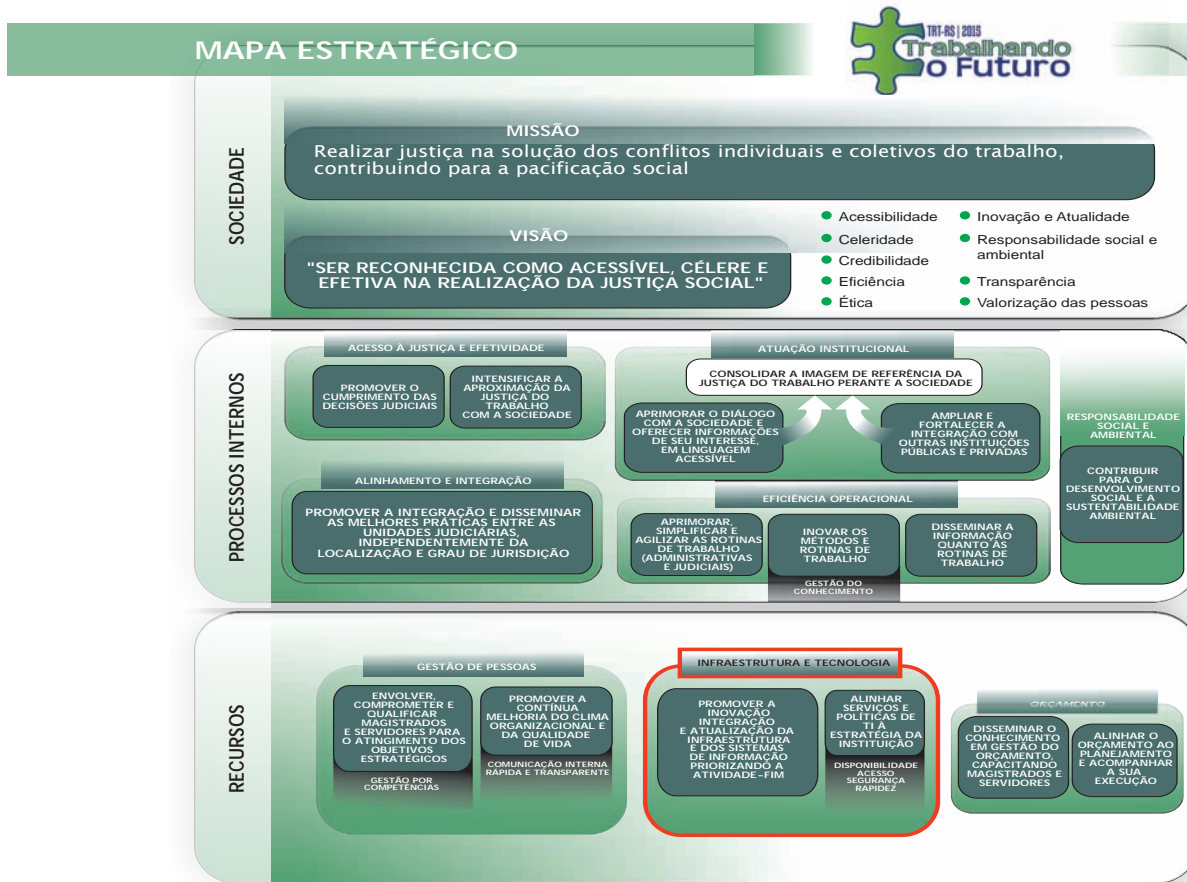 MAPA ESTRATÉGICO
TRT-RS | 2015
Trabalhando
o Futuro
SOCIEDADE
MISSÃO
Realizar justiça na solução dos conflitos individuais e coletivos do trabalho,
contribuindo para a pacificação social
VISÃO
"SER RECONHECIDA COMO ACESSÍVEL, CÉLERE E
EFETIVA NA REALIZAÇÃO DA JUSTIÇA SOCIAL"
Acessibilidade
Celeridade
Credibilidade
Eficiência
Ética
Inovação e Atualidade
Responsabilidade social e
ambiental
Transparência
Valorização das pessoas
PROCESSOS INTERNOS
ACESSO À JUSTIÇA E EFETIVIDADE
PROMOVER O
CUMPRIMENTO DAS
DECISÕES JUDICIAIS
INTENSIFICAR A
APROXIMAÇÃO DA
JUSTIÇA DO
TRABALHO
COM A SOCIEDADE
ATUAÇÃO INSTITUCIONAL
CONSOLIDAR A IMAGEM DE REFERÊNCIA DA
JUSTIÇA DO TRABALHO PERANTE A SOCIEDADE
APRIMORAR O DIÁLOGO
COM A SOCIEDADE E
OFERECER INFORMAÇÕES
DE SEU INTERESSE,
EM LINGUAGEM
ACESSÍVEL
AMPLIAR E
FORTALECER A
INTEGRAÇÃO COM
OUTRAS INSTITUIÇÕES
PÚBLICAS E PRIVADAS
RESPONSABILIDADE
SOCIAL E
AMBIENTAL
CONTRIBUIR
PARA O
DESENVOLVIMENTO
SOCIAL E A
SUSTENTABILIDADE
AMBIENTAL
ALINHAMENTO E INTEGRAÇÃO
PROMOVER A INTEGRAÇÃO E DISSEMINAR
AS MELHORES PRÁTICAS ENTRE AS
UNIDADES JUDICIÁRIAS,
INDEPENDENTEMENTE DA
LOCALIZAÇÃO E GRAU DE JURISDIÇÃO
EFICIÊNCIA OPERACIONAL
APRIMORAR,
SIMPLIFICAR E
AGILIZAR AS ROTINAS
DE TRABALHO
(ADMINISTRATIVAS
E JUDICIAIS)
INOVAR OS
MÉTODOS E
ROTINAS DE
TRABALHO
GESTÃO DO
CONHECIMENTO
DISSEMINAR A
INFORMAÇÃO
QUANTO ÀS
ROTINAS DE
TRABALHO
RECURSOS
GESTÃO DE PESSOAS
ENVOLVER,
COMPROMETER E
QUALIFICAR
MAGISTRADOS
E SERVIDORES PARA
O ATINGIMENTO DOS
OBJETIVOS
ESTRATÉGICOS
GESTÃO POR
COMPETÊNCIAS
PROMOVER A
CONTÍNUA
MELHORIA DO CLIMA
ORGANIZACIONAL E
DA QUALIDADE
DE VIDA
COMUNICAÇÃO INTERNA
RÁPIDA E TRANSPARENTE
INFRAESTRUTURA E TECNOLOGIA
PROMOVER A
INOVAÇÃO
INTEGRAÇÃO
E ATUALIZAÇÃO DA
INFRAESTRUTURA
E DOS SISTEMAS
DE INFORMAÇÃO
PRIORIZANDO A
ATIVIDADE-FIM
ALINHAR
SERVIÇOS E
POLÍTICAS DE
TI À
ESTRATÉGIA DA
INSTITUIÇÃO
DISPONIBILIDADE
ACESSO
SEGURANÇA
RAPIDEZ
ORÇAMENTO
DISSEMINAR O
CONHECIMENTO
EM GESTÃO DO
ORÇAMENTO,
CAPACITANDO
MAGISTRADOS E
SERVIDORES
ALINHAR O
ORÇAMENTO AO
PLANEJAMENTO
E ACOMPANHAR
A SUA
EXECUÇÃO